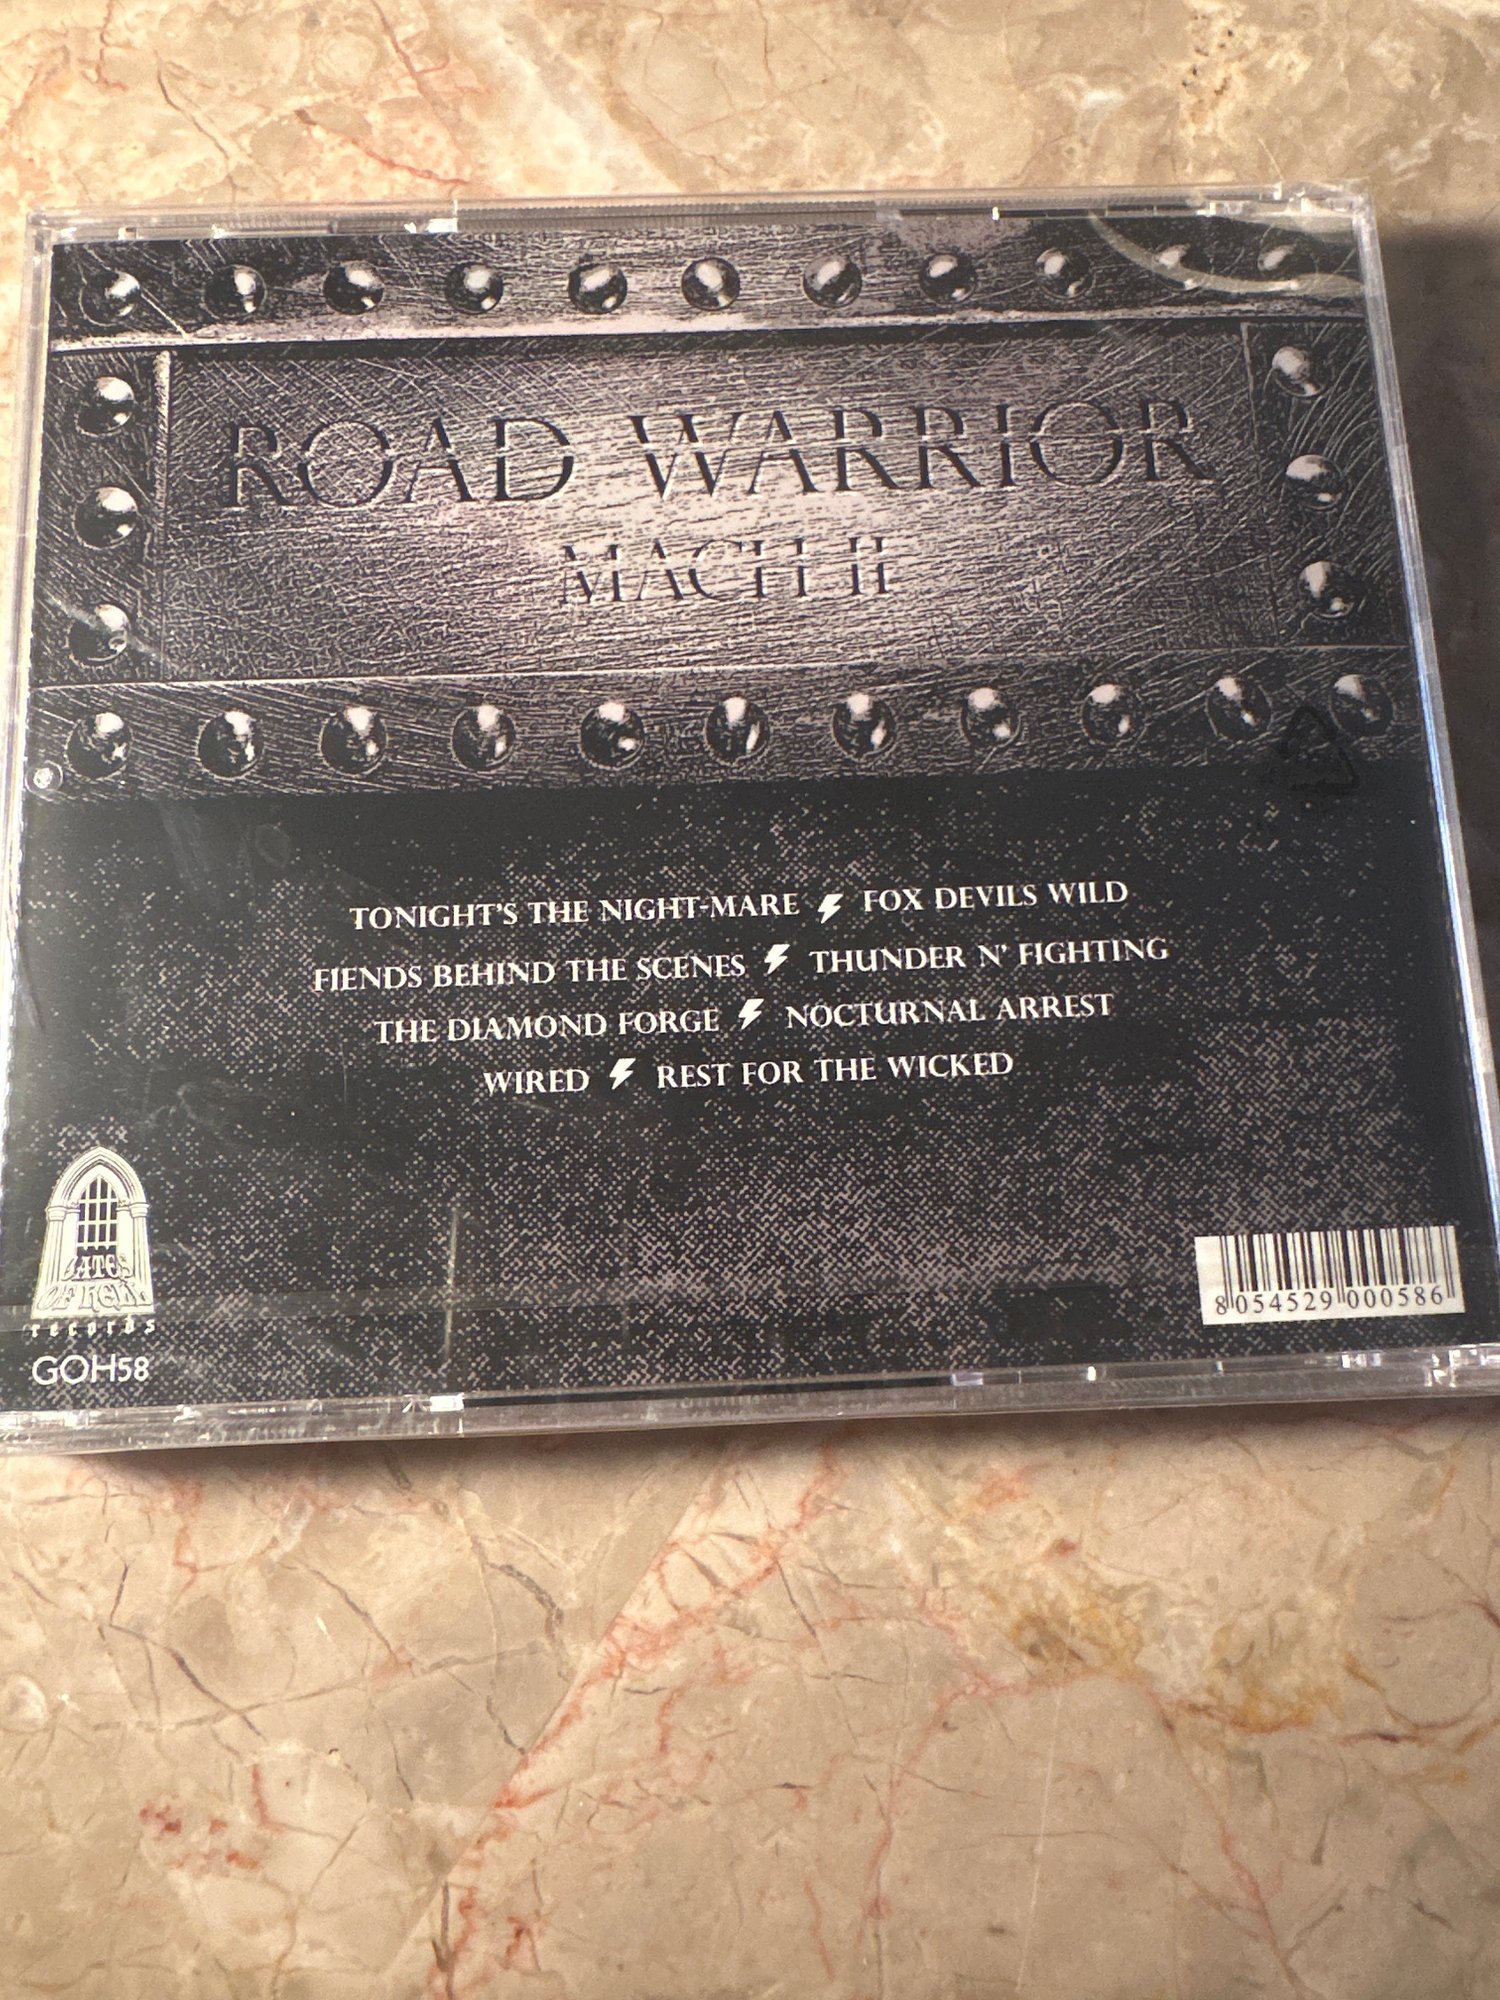 ROAD WARRIOR
MACH II
TONIGHT'S THE NIGHT-MARE FOX DEVILS WILD
FIENDS BEHIND THE SCENES THUNDER N' FIGHTING
THE DIAMOND FORGE NOCTURNAL ARREST
WIRED REST FOR THE WICKED
GATES
OF HELL
records
GOH58
8 054529 000586